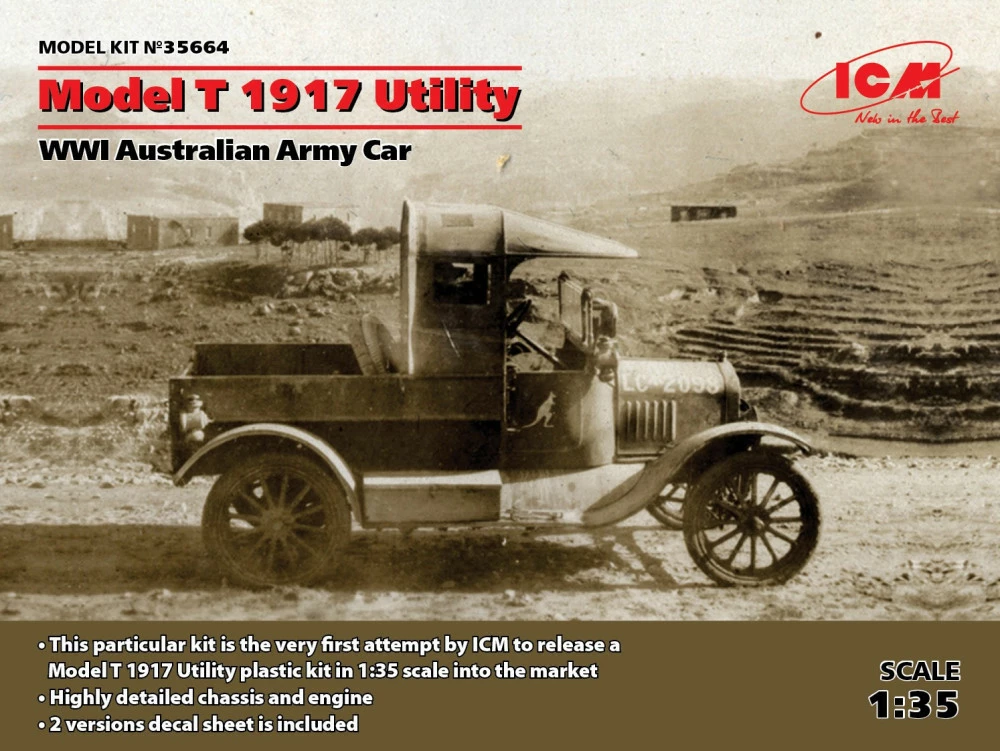 MODEL KIT №35664
Model T 1917 Utility
WWI Australian Army Car
ICM
New in the Best
LC-2098
• This particular kit is the very first attempt by ICM to release a
Model T 1917 Utility plastic kit in 1:35 scale into the market
• Highly detailed chassis and engine
• 2 versions decal sheet is included
SCALE
1:35